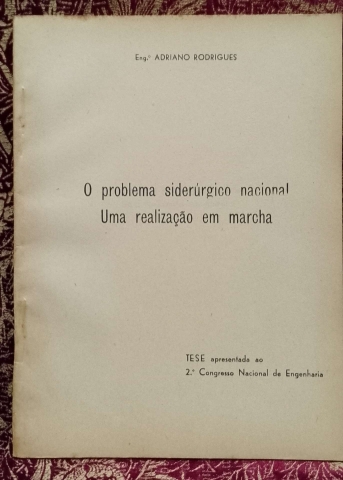 Eng.º ADRIANO RODRIGUES
O problema siderúrgico nacional
Uma realização em marcha
TESE apresentada ao
2.º Congresso Nacional de Engenharia